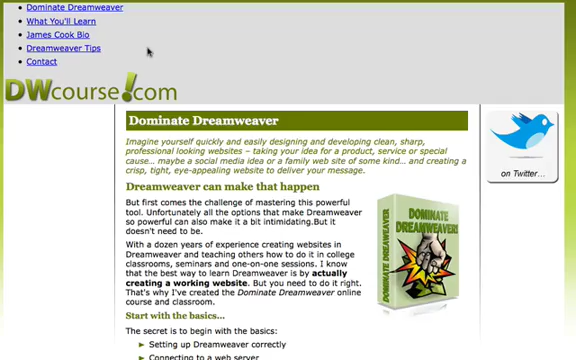 Dominate Dreamweaver
What You'll Learn
James Cook Bio
Dreamweaver Tips
Contact
DWcourse!com
Dominate Dreamweaver
Imagine yourself quickly and easily designing and developing clean, sharp,
professional looking websites – taking your idea for a product, service or special
cause… maybe a social media idea or a family web site of some kind… and creating a
crisp, tight, eye-appealing website to deliver your message.
on Twitter...
Dreamweaver can make that happen
But first comes the challenge of mastering this powerful
tool. Unfortunately all the options that make Dreamweaver
so powerful can also make it a bit intimidating.But it
doesn't need to be.
With a dozen years of experience creating websites in
Dreamweaver and teaching others how to do it in college
classrooms, seminars and one-on-one sessions. I know
that the best way to learn Dreamweaver is by actually
creating a working website. But you need to do it right.
That's why I've created the Dominate Dreamweaver online
course and classroom.
DOMINATE
DREAMWEAVER!
DOMINATE DREAWEAVER
Start with the basics...
The secret is to begin with the basics:
Setting up Dreamweaver correctly
Connecting to a web server